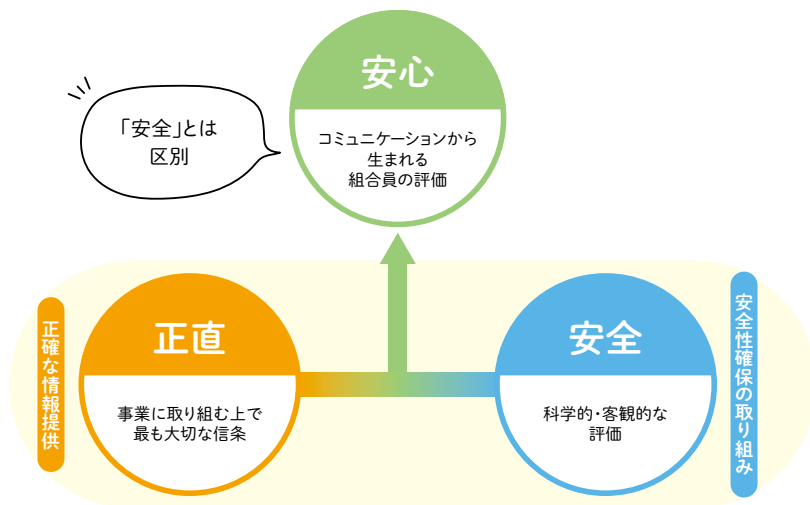 安心
コミュニケーションから
生まれる
組合員の評価
「安全」とは
区別
正確な情報提供
正直
事業に取り組む上で
最も大切な信条
安全
科学的・客観的な
評価
安全性確保の取り組み